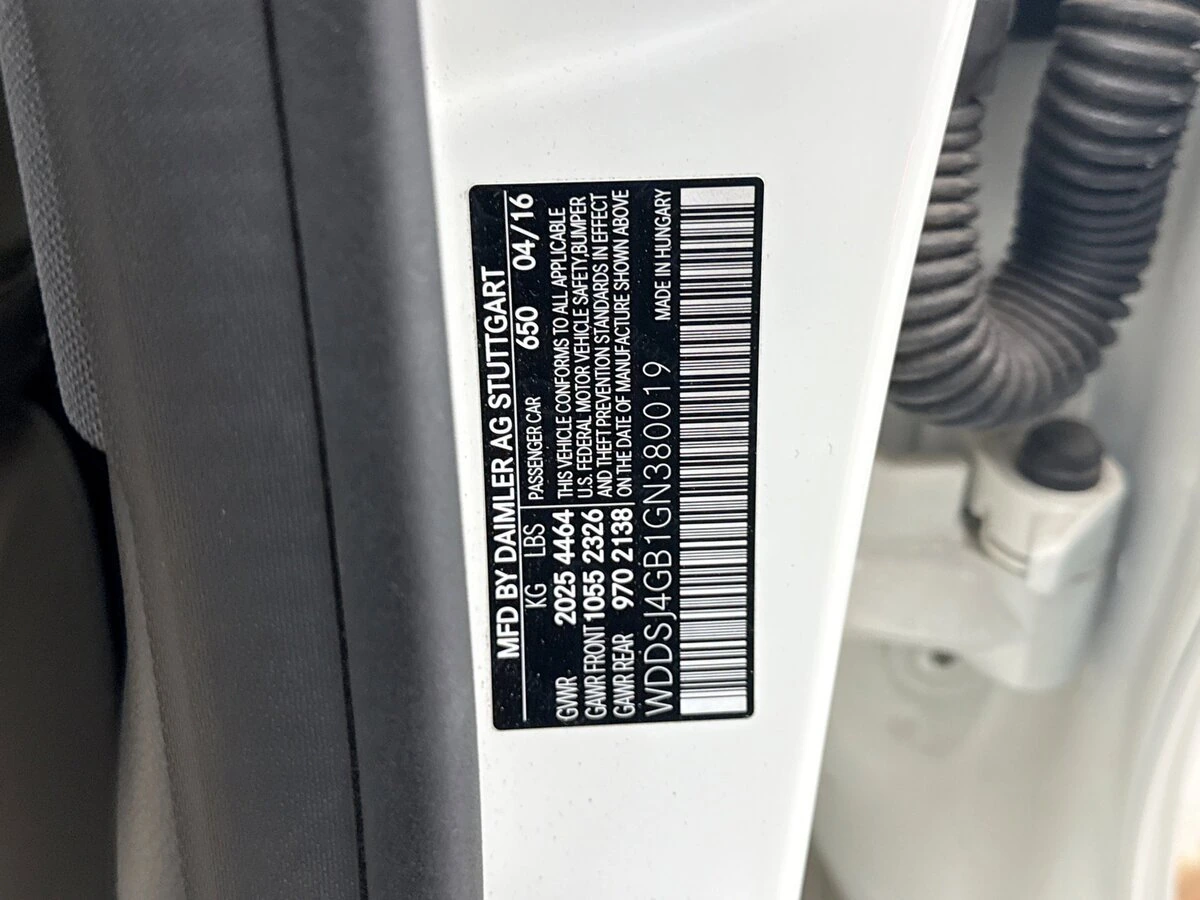 MFD BY DAIMLER AG STUTTGART
KG LBS PASSENGER CAR 650 04/16
GVWR 2025 4464 THIS VEHICLE CONFORMS TO ALL APPLICABLE
GAWR FRONT 1055 2326 U.S. FEDERAL MOTOR VEHICLE SAFETY,BUMPER
AND THEFT PREVENTION STANDARDS IN EFFECT
GAWR REAR 970 2138 ON THE DATE OF MANUFACTURE SHOWN ABOVE
WDDSJ4GB1GN380019 MADE IN HUNGARY